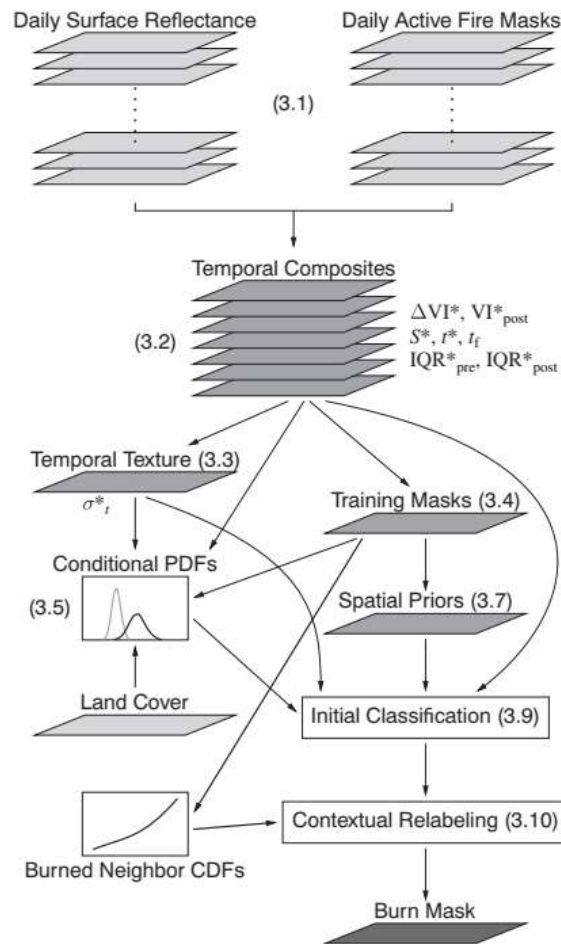 Daily Surface Reflectance
Daily Active Fire Masks
(3.1)
Temporal Composites
(3.2)
ΔVI*, VI*post
S*, t*, tf
IQR*pre, IQR*post
Temporal Texture (3.3)
σ*t
Training Masks (3.4)
Conditional PDFs
(3.5)
Spatial Priors (3.7)
Land Cover
Initial Classification (3.9)
Contextual Relabeling (3.10)
Burned Neighbor CDFs
Burn Mask